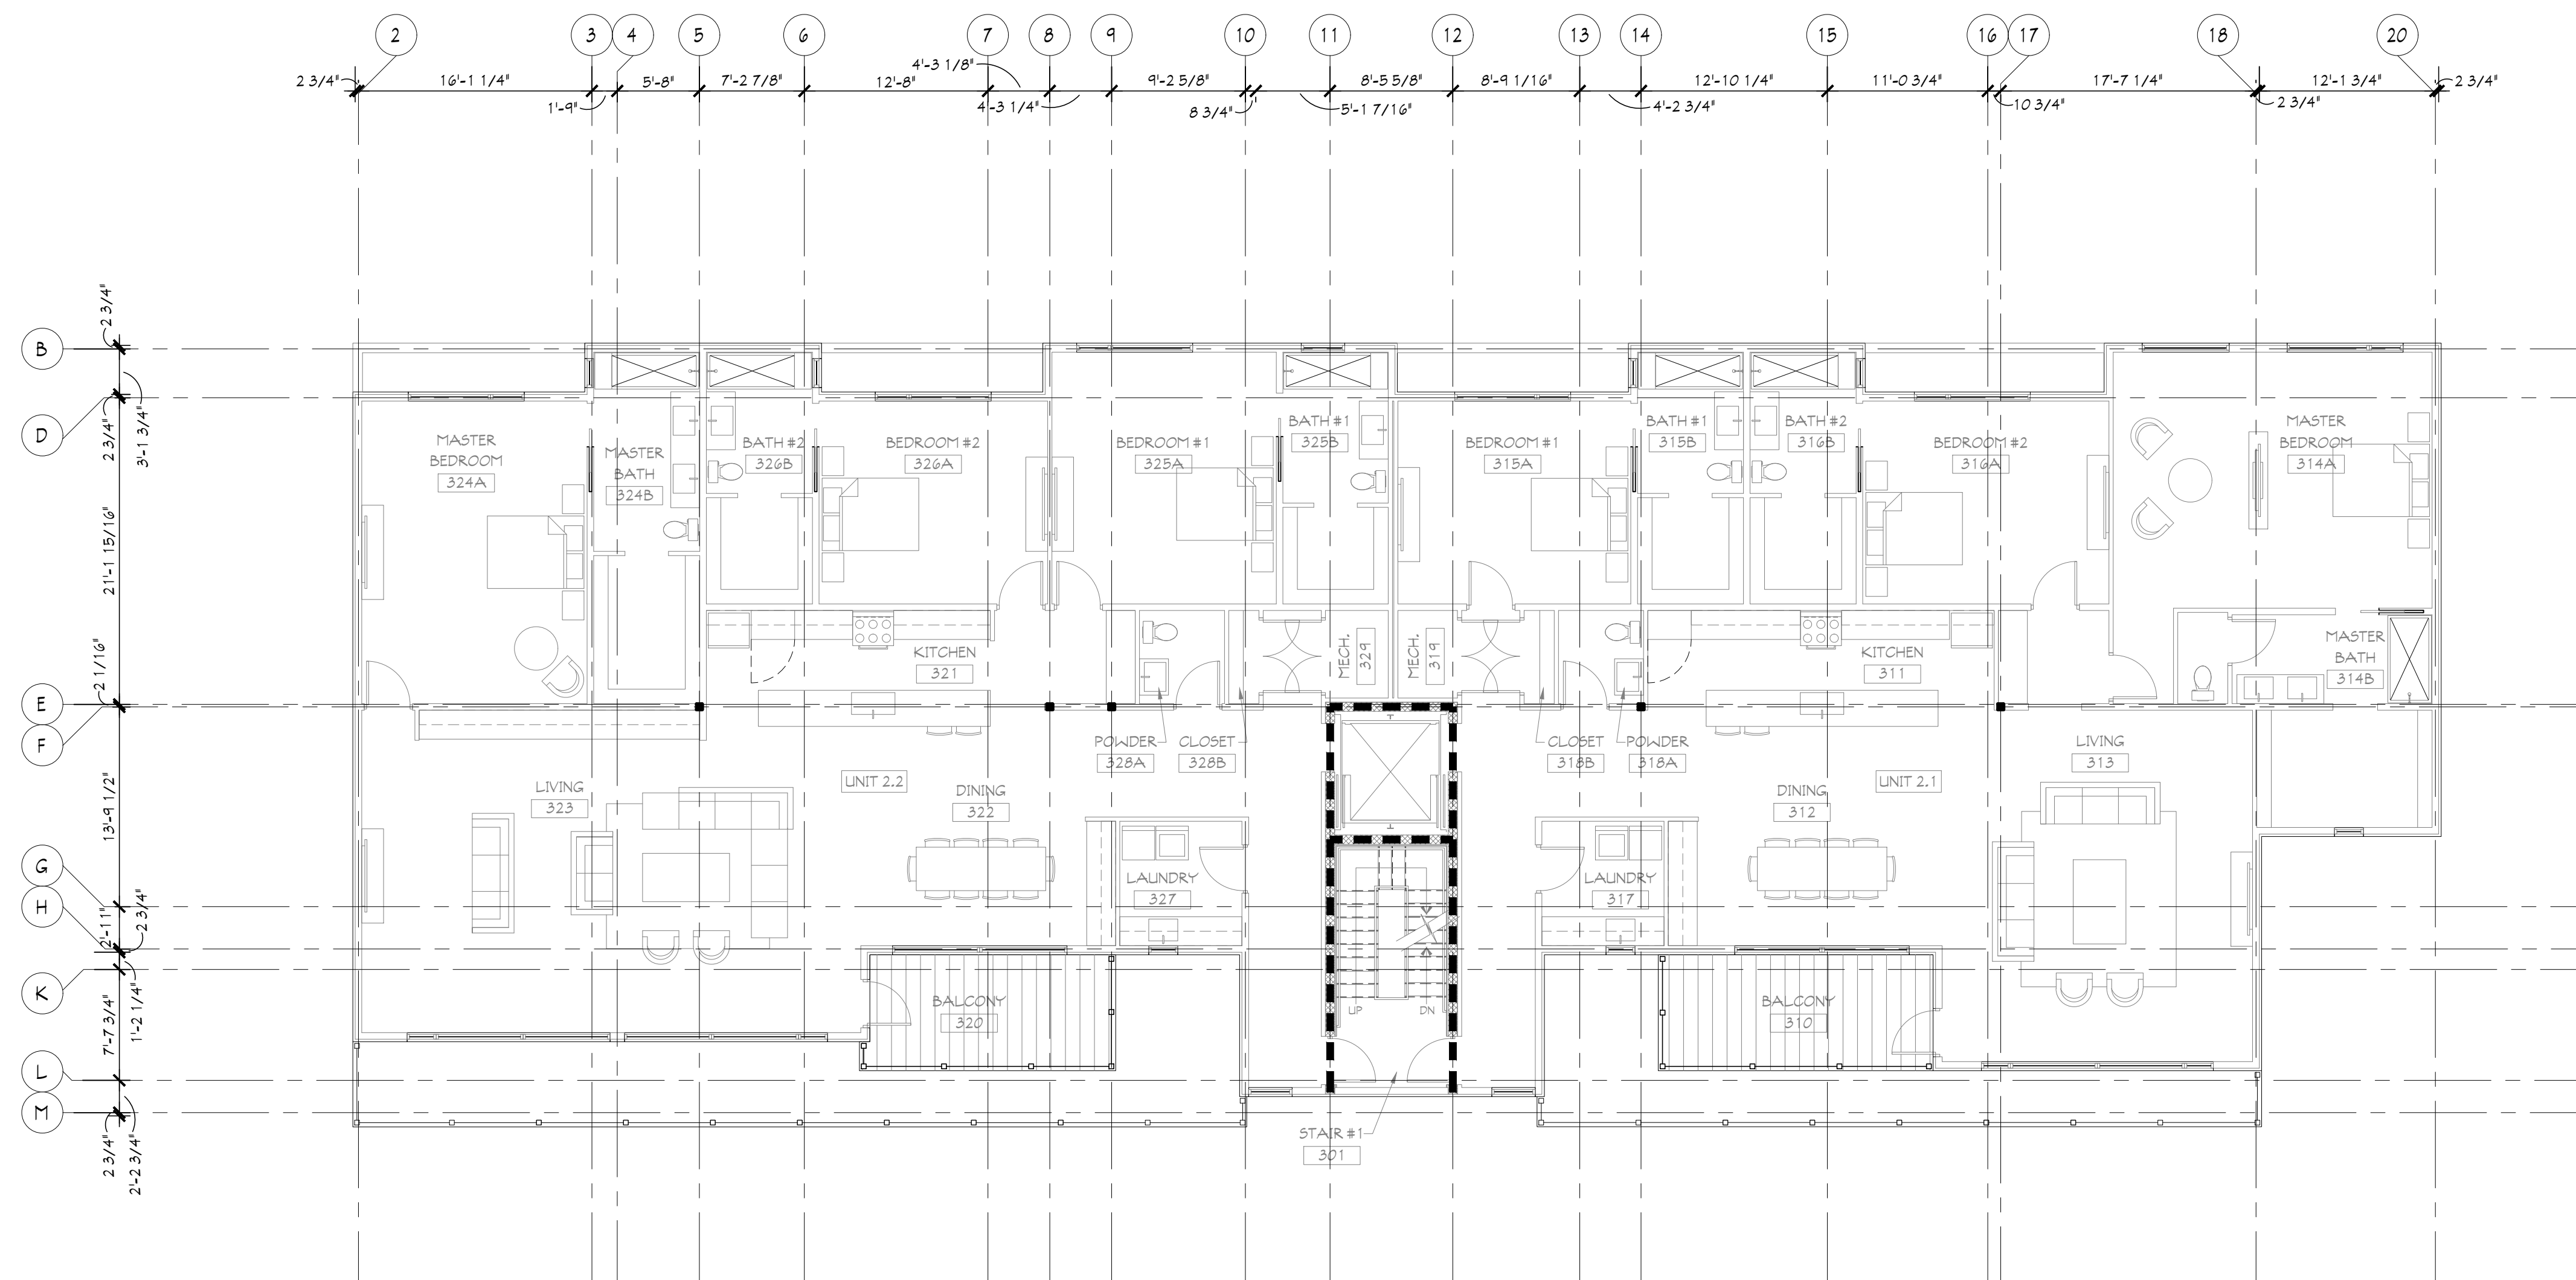 2 3 4 5 6 7 8 9 10 11 12 13 14 15 16 17 18 20
2 3/4"
16'-1 1/4"
1'-9"
5'-8"
7'-2 7/8"
12'-8"
4'-3 1/8"
4'-3 1/4"
9'-2 5/8"
8 3/4"
5'-1 7/16"
8'-5 5/8"
8'-9 1/16"
4'-2 3/4"
12'-10 1/4"
11'-0 3/4"
10 3/4"
17'-7 1/4"
2 3/4"
12'-1 3/4"
2 3/4"
B
D
E
F
G
H
K
L
M
2 3/4"
3'-1 3/4"
2 3/4"
21'-1 15/16"
2 1/16"
13'-9 1/2"
2'-11"
2 3/4"
1'-2 1/4"
7'-7 3/4"
2 3/4"
2'-2 3/4"
MASTER
BEDROOM
324A
MASTER
BATH
324B
BATH #2
326B
BEDROOM #2
326A
BEDROOM #1
325A
BATH #1
325B
BEDROOM #1
315A
BATH #1
315B
BATH #2
316B
BEDROOM #2
316A
MASTER
BEDROOM
314A
KITCHEN
321
MECH.
329
MECH.
319
KITCHEN
311
MASTER
BATH
314B
POWDER
328A
CLOSET
328B
CLOSET
318B
POWDER
318A
LIVING
313
LIVING
323
UNIT 2.2
DINING
322
DINING
312
UNIT 2.1
LAUNDRY
327
LAUNDRY
317
BALCONY
320
UP
DN
BALCONY
310
STAIR #1
301